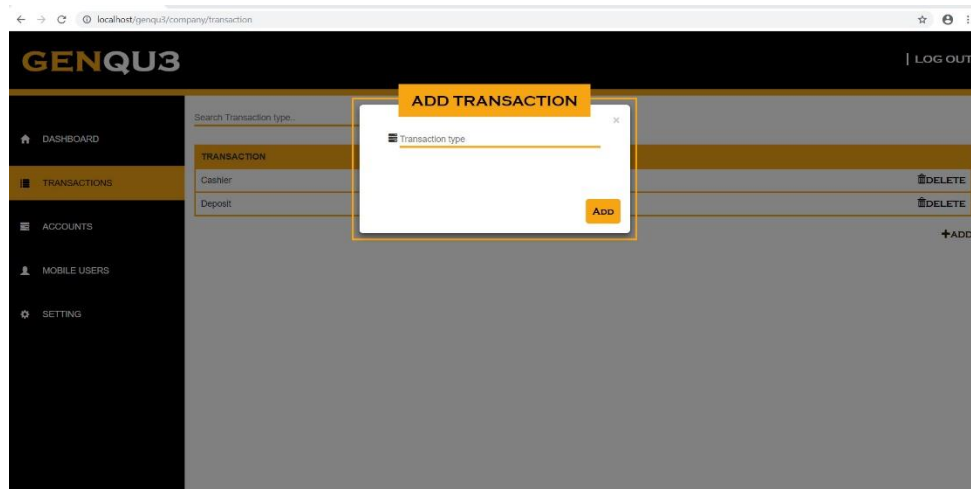 localhost/genqu3/company/transaction
GENQU3
| LOG OUT
ADD TRANSACTION
Search Transaction type..
×
Transaction type
DASHBOARD
TRANSACTION
TRANSACTIONS
Cashier
DELETE
Deposit
DELETE
ADD
ACCOUNTS
+ADD
MOBILE USERS
SETTING